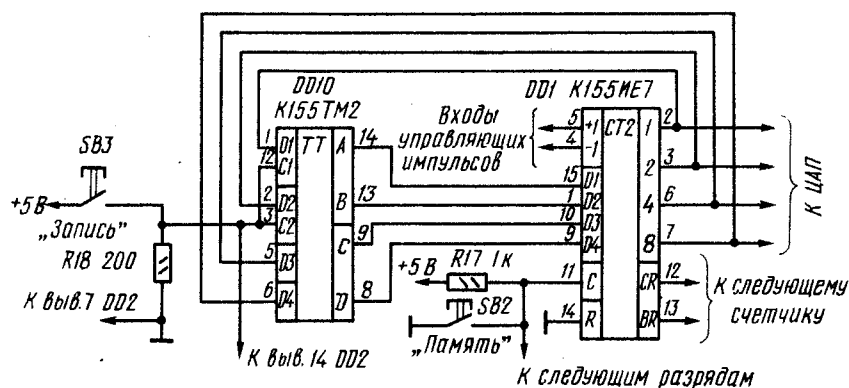 DD10
К155ТМ2
DD1 К155ИЕ7
Входы
управляющих
импульсов
SB3
+5В
„Запись"
R18 200
К выв.7 DD2
К выв. 14 DD2
1 D1 TT A 14
12 C1
2 D2 B 13
3 C2
5 D3 C 9
6 D4 D 8
5 +1 CT2 1 2
4 -1
15 D1 2 3
1 D2
10 D3 4 6
9 D4 8 7
11 C CR 12
14 R BR 13
+5В R17 1к
SB2
„Память"
К ЦАП
К следующему
счетчику
К следующим разрядам